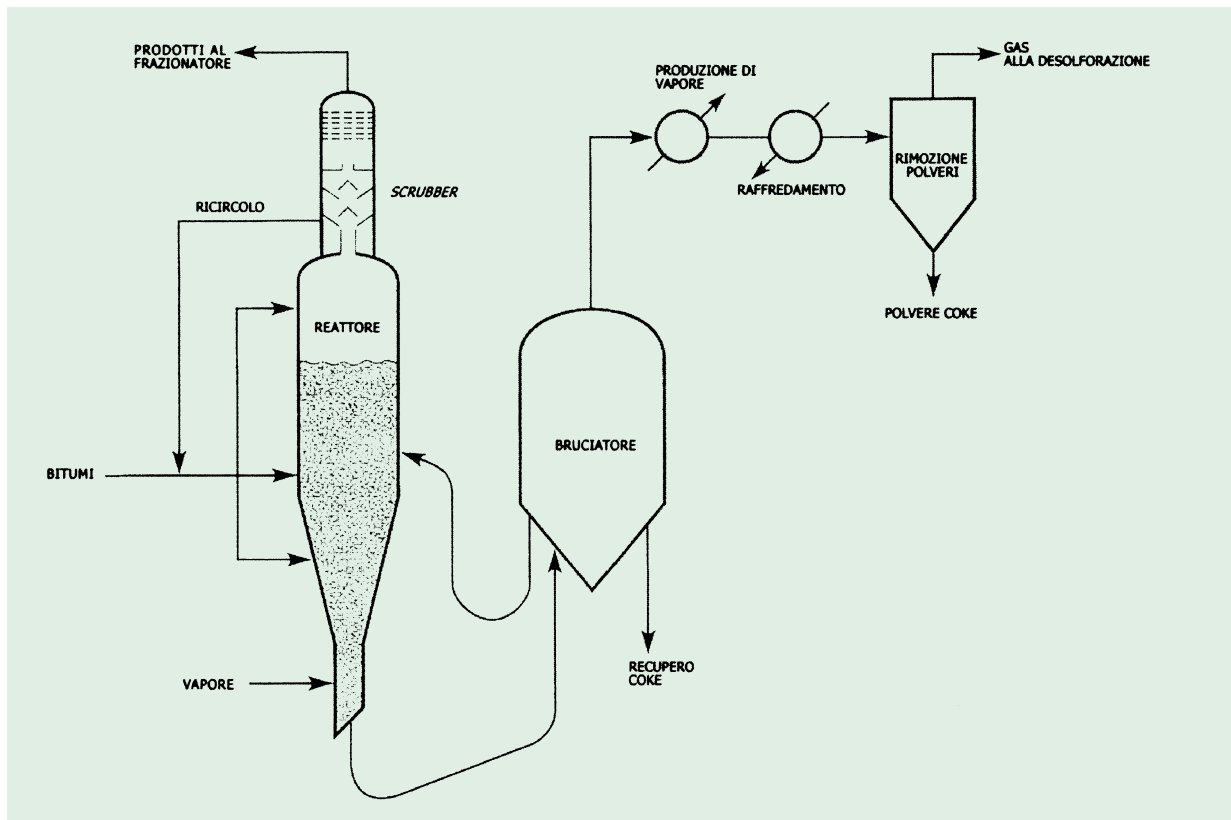 PRODOTTI AL
FRAZIONATORE
GAS
ALLA DESOLFORAZIONE
PRODUZIONE DI
VAPORE
RIMOZIONE
POLVERI
RAFFREDAMENTO
SCRUBBER
RICIRCOLO
POLVERE COKE
REATTORE
BRUCIATORE
BITUMI
RECUPERO
COKE
VAPORE